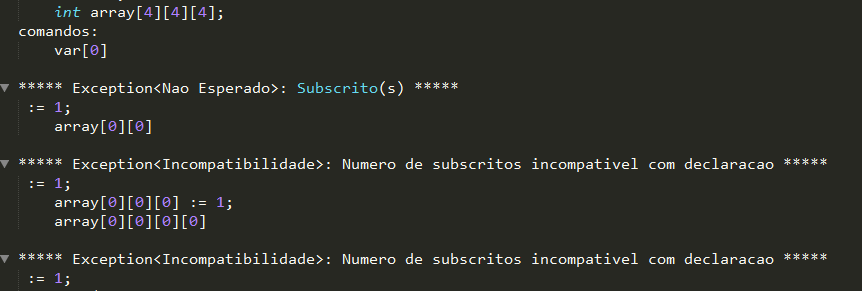 int array[4][4][4];
comandos:
var[0]
***** Exception<Nao Esperado>: Subscrito(s) *****
:= 1;
array[0][0]
***** Exception<Incompatibilidade>: Numero de subscritos incompativel com declaracao *****
:= 1;
array[0][0][0] := 1;
array[0][0][0][0]
***** Exception<Incompatibilidade>: Numero de subscritos incompativel com declaracao *****
:= 1;